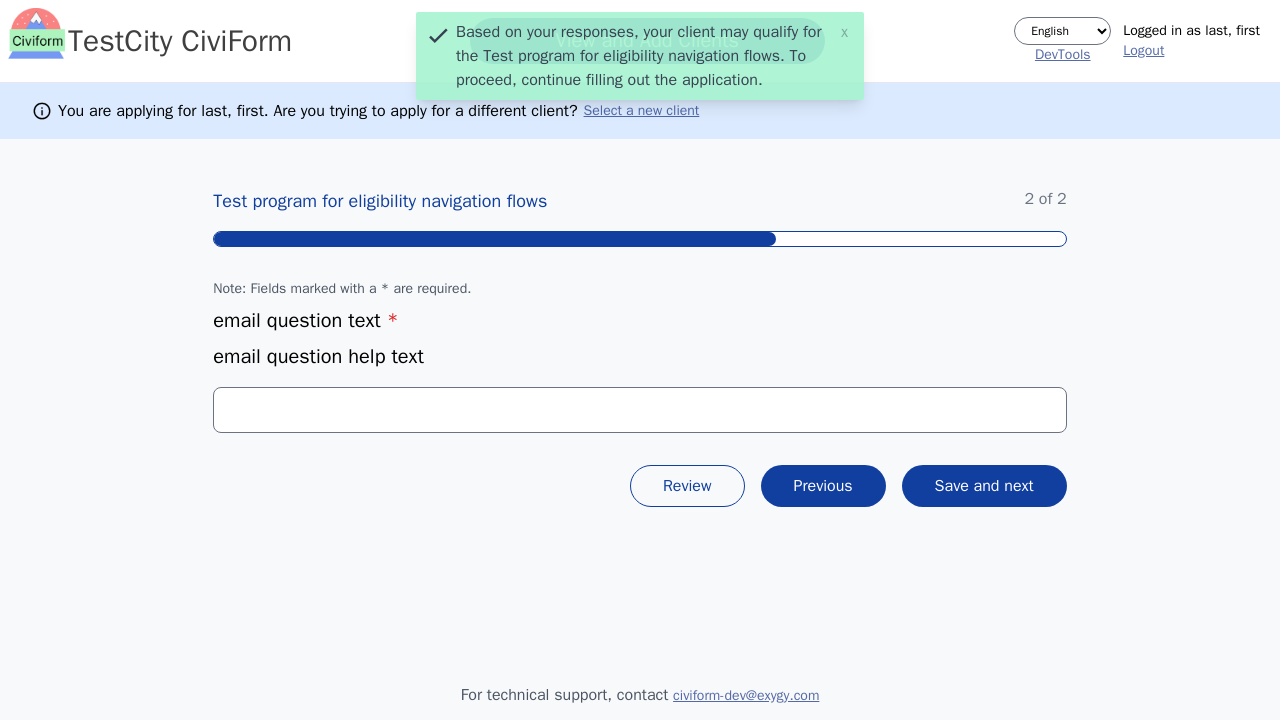 Civiform
TestCity CiviForm
View and Add Clients
Based on your responses, your client may qualify for
the Test program for eligibility navigation flows. To
proceed, continue filling out the application.
x
English
DevTools
Logged in as last, first
Logout
You are applying for last, first. Are you trying to apply for a different client? Select a new client
Test program for eligibility navigation flows
2 of 2
Note: Fields marked with a * are required.
email question text *
email question help text
Review
Previous
Save and next
For technical support, contact civiform-dev@exygy.com